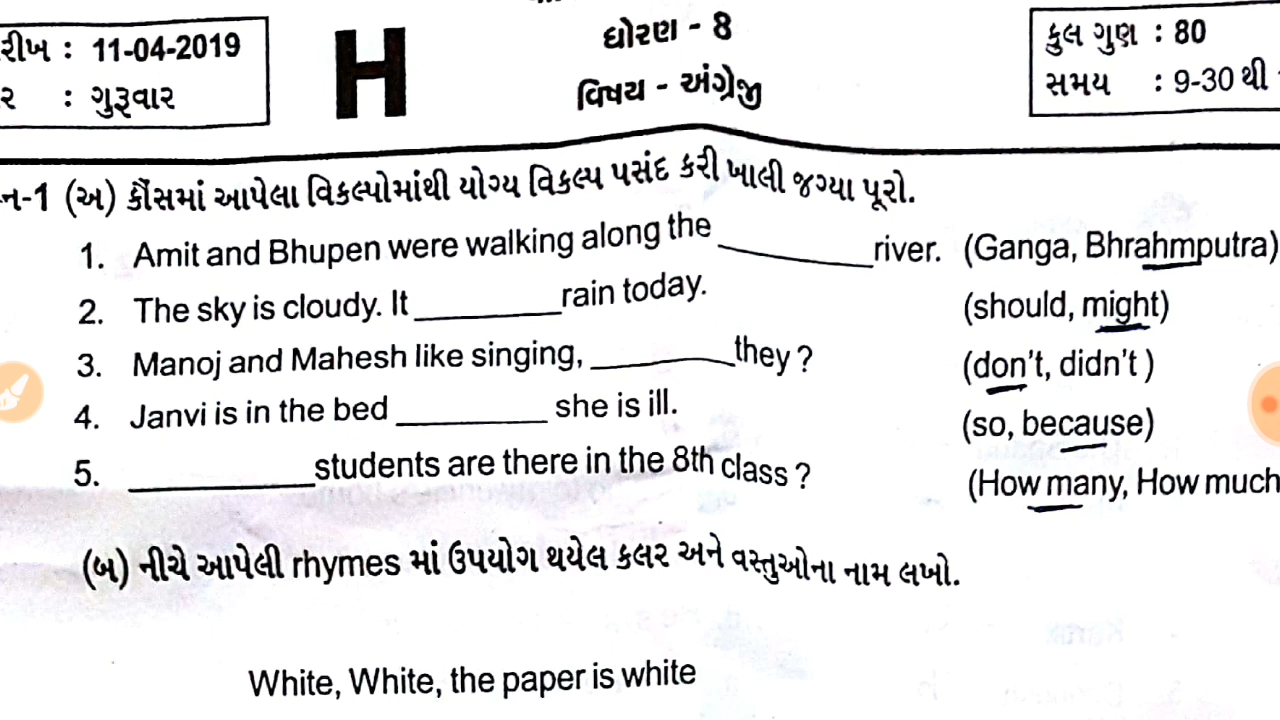 રીખ : 11-04-2019
ર : ગુરૂવાર
H
ધોરણ - 8
વિષય - અંગ્રેજી
કુલ ગુણ : 80
સમય : 9-30 થી
ન-1 (અ) કૌંસમાં આપેલા વિકલ્પોમાંથી યોગ્ય વિકલ્પ પસંદ કરી ખાલી જગ્યા પૂરો.
1. Amit and Bhupen were walking along the ________ river. (Ganga, Bhrahmputra)
2. The sky is cloudy. It ________ rain today. (should, might)
3. Manoj and Mahesh like singing, ________ they ? (don't, didn't )
4. Janvi is in the bed ________ she is ill. (so, because)
5. ________ students are there in the 8th class ? (How many, How much
(બ) નીચે આપેલી rhymes માં ઉપયોગ થયેલ કલર અને વસ્તુઓના નામ લખો.
White, White, the paper is white